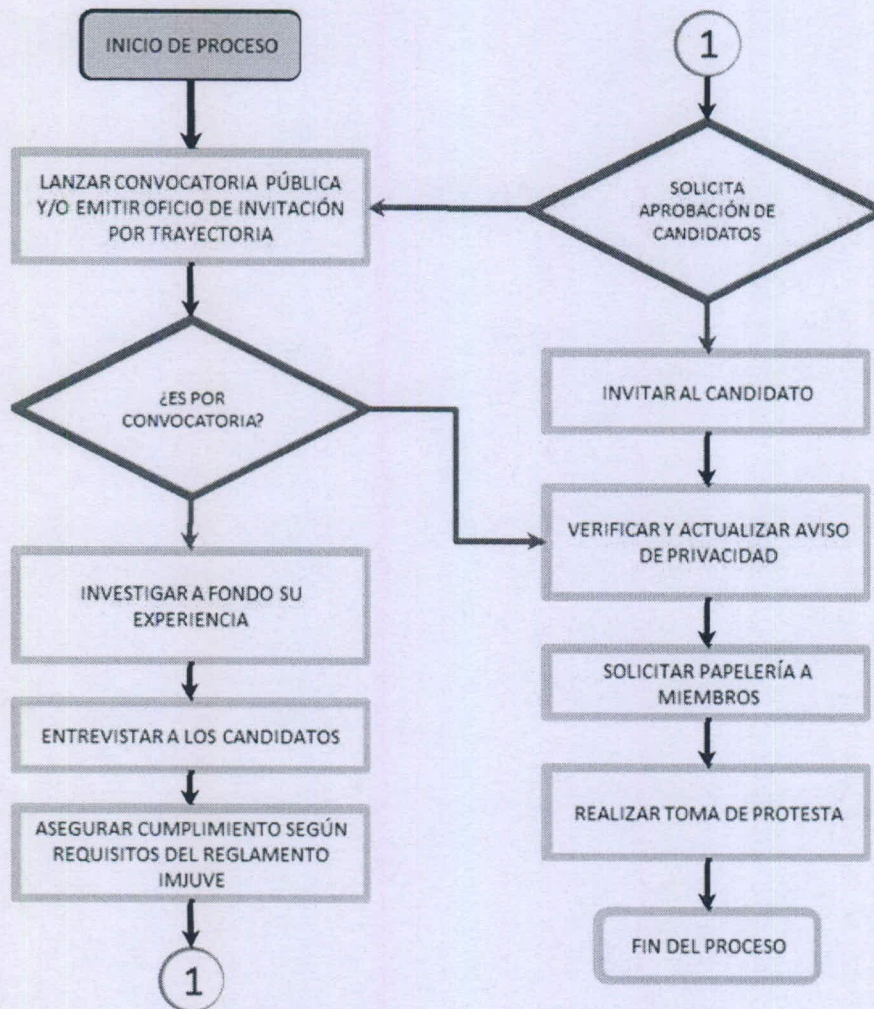 INICIO DE PROCESO
LANZAR CONVOCATORIA PÚBLICA
Y/O EMITIR OFICIO DE INVITACIÓN
POR TRAYECTORIA
¿ES POR
CONVOCATORIA?
INVESTIGAR A FONDO SU
EXPERIENCIA
ENTREVISTAR A LOS CANDIDATOS
ASEGURAR CUMPLIMIENTO SEGÚN
REQUISITOS DEL REGLAMENTO
IMJUVE
1
1
SOLICITA
APROBACIÓN DE
CANDIDATOS
INVITAR AL CANDIDATO
VERIFICAR Y ACTUALIZAR AVISO
DE PRIVACIDAD
SOLICITAR PAPELERÍA A
MIEMBROS
REALIZAR TOMA DE PROTESTA
FIN DEL PROCESO